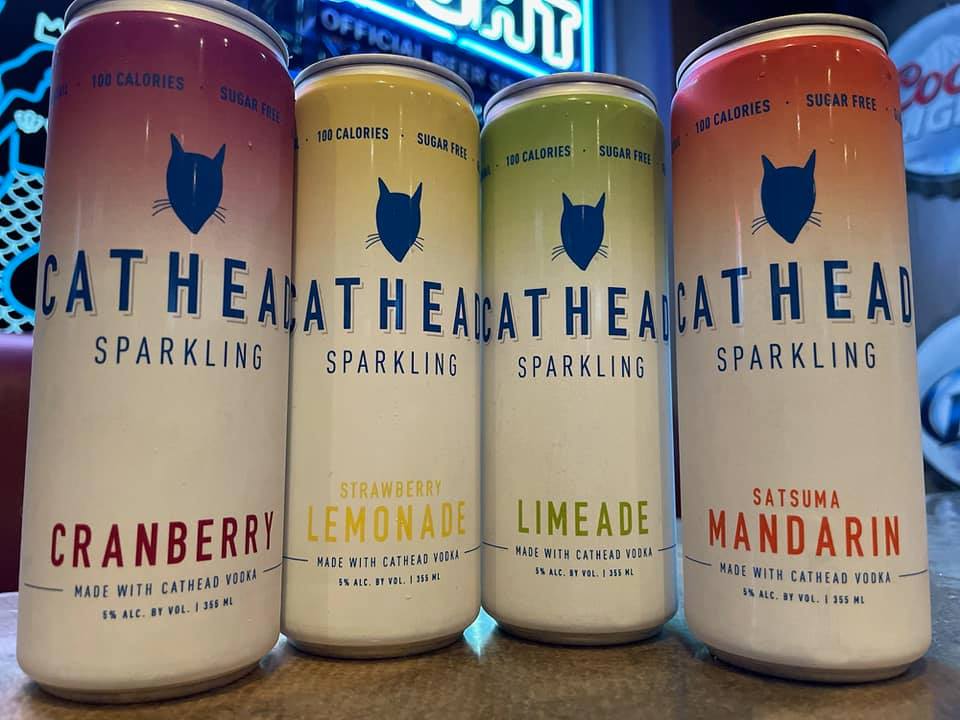 OFFICIAL BEER
100 CALORIES · SUGAR FREE
CATHEAD
SPARKLING
CRANBERRY
MADE WITH CATHEAD VODKA
5% ALC. BY VOL. | 355 ML
100 CALORIES · SUGAR FREE
CATHEAD
SPARKLING
STRAWBERRY
LEMONADE
MADE WITH CATHEAD VODKA
5% ALC. BY VOL. | 355 ML
100 CALORIES · SUGAR FREE
CATHEAD
SPARKLING
LIMEADE
MADE WITH CATHEAD VODKA
5% ALC. BY VOL. | 355 ML
100 CALORIES · SUGAR FREE
CATHEAD
SPARKLING
SATSUMA
MANDARIN
MADE WITH CATHEAD VODKA
5% ALC. BY VOL. | 355 ML